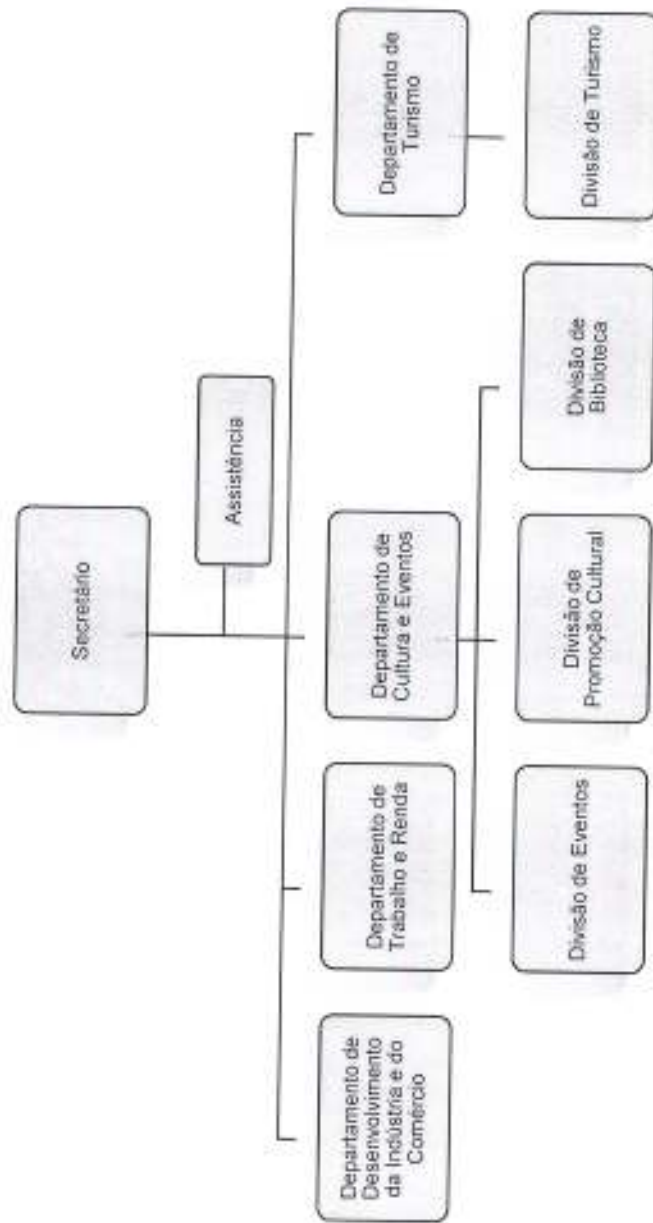 Secretário
Assistência
Departamento de
Desenvolvimento
da Indústria e do
Comércio
Departamento de
Trabalho e Renda
Departamento de
Cultura e Eventos
Departamento de
Turismo
Divisão de Eventos
Divisão de
Promoção Cultural
Divisão de
Biblioteca
Divisão de Turismo